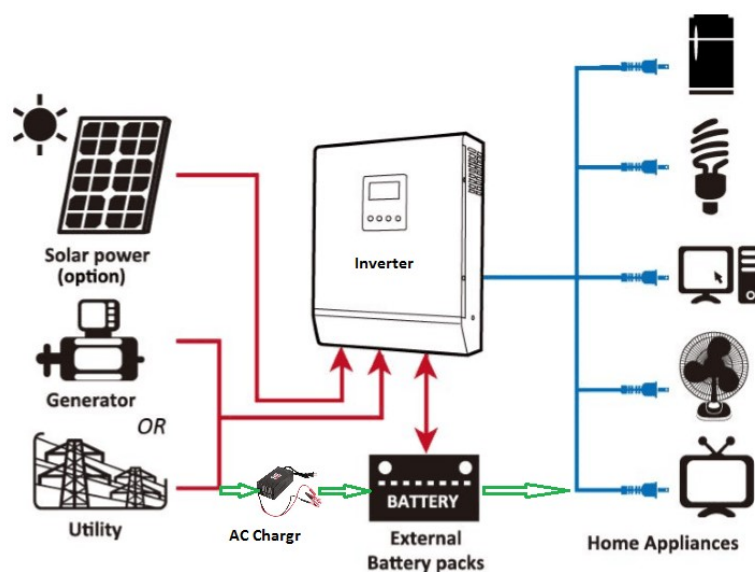 Solar power
(option)
Inverter
Generator
OR
Utility
AC Chargr
BATTERY
External
Battery packs
Home Appliances